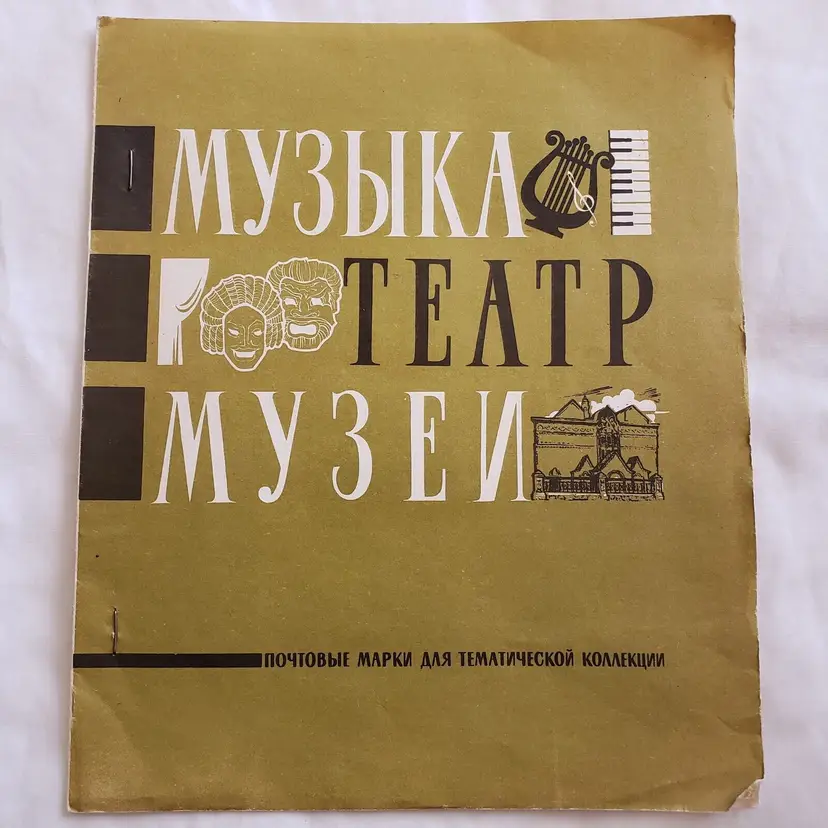 МУЗЫКА
ТЕАТР
МУЗЕИ
ПОЧТОВЫЕ МАРКИ ДЛЯ ТЕМАТИЧЕСКОЙ КОЛЛЕКЦИИ